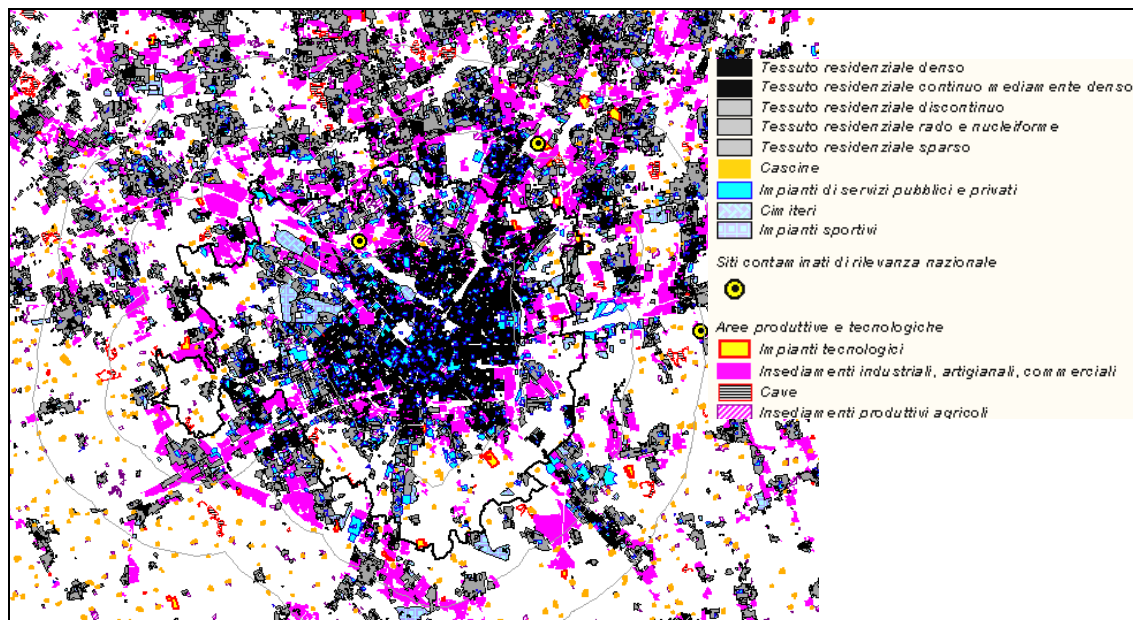 Tessuto residenziale denso
Tessuto residenziale continuo mediamente denso
Tessuto residenziale discontinuo
Tessuto residenziale rado e nucleiforme
Tessuto residenziale sparso
Cascine
Impianti di servizi pubblici e privati
Cimiteri
Impianti sportivi
Siti contaminati di rilevanza nazionale
Aree produttive e tecnologiche
Impianti tecnologici
Insediamenti industriali, artigianali, commerciali
Cave
Insediamenti produttivi agricoli